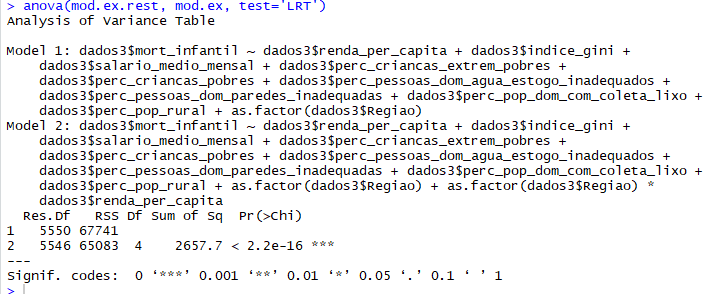 > anova(mod.ex.rest, mod.ex, test='LRT')
Analysis of Variance Table
Model 1: dados3$mort_infantil ~ dados3$renda_per_capita + dados3$indice_gini +
dados3$salario_medio_mensal + dados3$perc_criancas_extrem_pobres +
dados3$perc_criancas_pobres + dados3$perc_pessoas_dom_agua_estogo_inadequados +
dados3$perc_pessoas_dom_paredes_inadequadas + dados3$perc_pop_dom_com_coleta_lixo +
dados3$perc_pop_rural + as.factor(dados3$Regiao)
Model 2: dados3$mort_infantil ~ dados3$renda_per_capita + dados3$indice_gini +
dados3$salario_medio_mensal + dados3$perc_criancas_extrem_pobres +
dados3$perc_criancas_pobres + dados3$perc_pessoas_dom_agua_estogo_inadequados +
dados3$perc_pessoas_dom_paredes_inadequadas + dados3$perc_pop_dom_com_coleta_lixo +
dados3$perc_pop_rural + as.factor(dados3$Regiao) + as.factor(dados3$Regiao) *
dados3$renda_per_capita
Res.Df RSS Df Sum of Sq Pr(>Chi)
1 5550 67741
2 5546 65083 4 2657.7 < 2.2e-16 ***
---
Signif. codes: 0 ‘***’ 0.001 ‘**’ 0.01 ‘*’ 0.05 ‘.’ 0.1 ‘ ’ 1
>